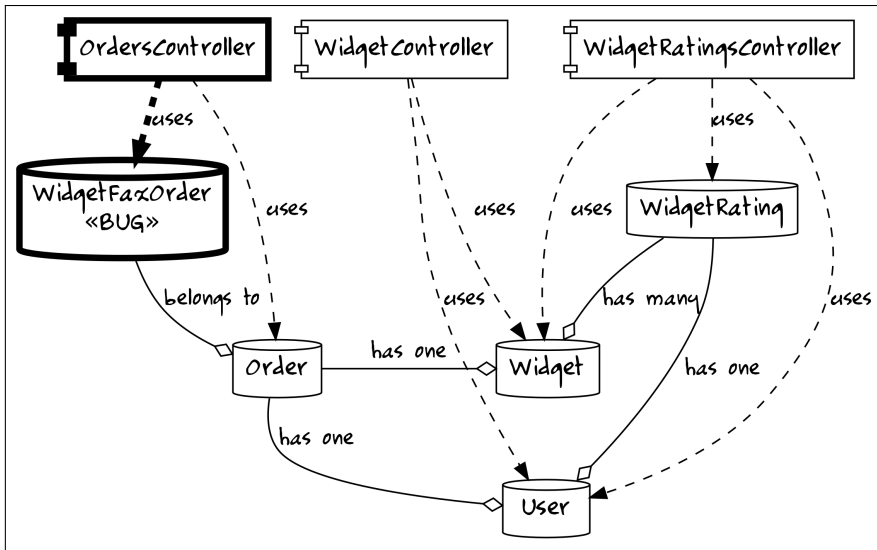 OrdersController
WidgetController
WidgetRatingsController
uses
uses
WidgetFaxOrder
«BUG»
WidgetRating
uses
uses
uses
belongs to
uses
has many
uses
has one
has one
Order
Widget
has one
User